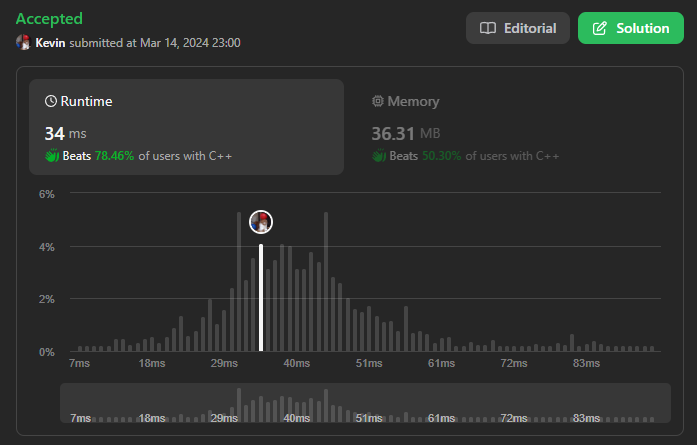 Accepted
Kevin submitted at Mar 14, 2024 23:00
Editorial
Solution
Runtime
34 ms
Beats 78.46% of users with C++
Memory
36.31 MB
Beats 50.30% of users with C++
6%
4%
2%
0%
7ms 18ms 29ms 40ms 51ms 61ms 72ms 83ms
7ms 18ms 29ms 40ms 51ms 61ms 72ms 83ms